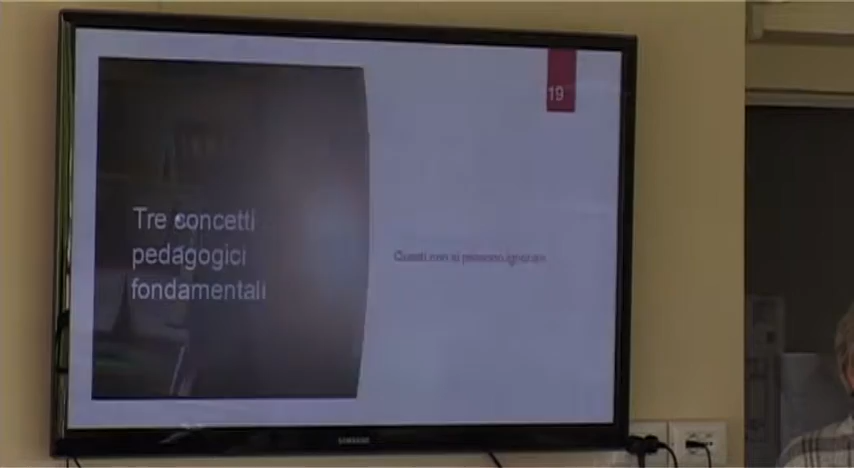 19
Tre concetti
pedagogici
fondamentali
Questi non si possono ignorare
SAMSUNG